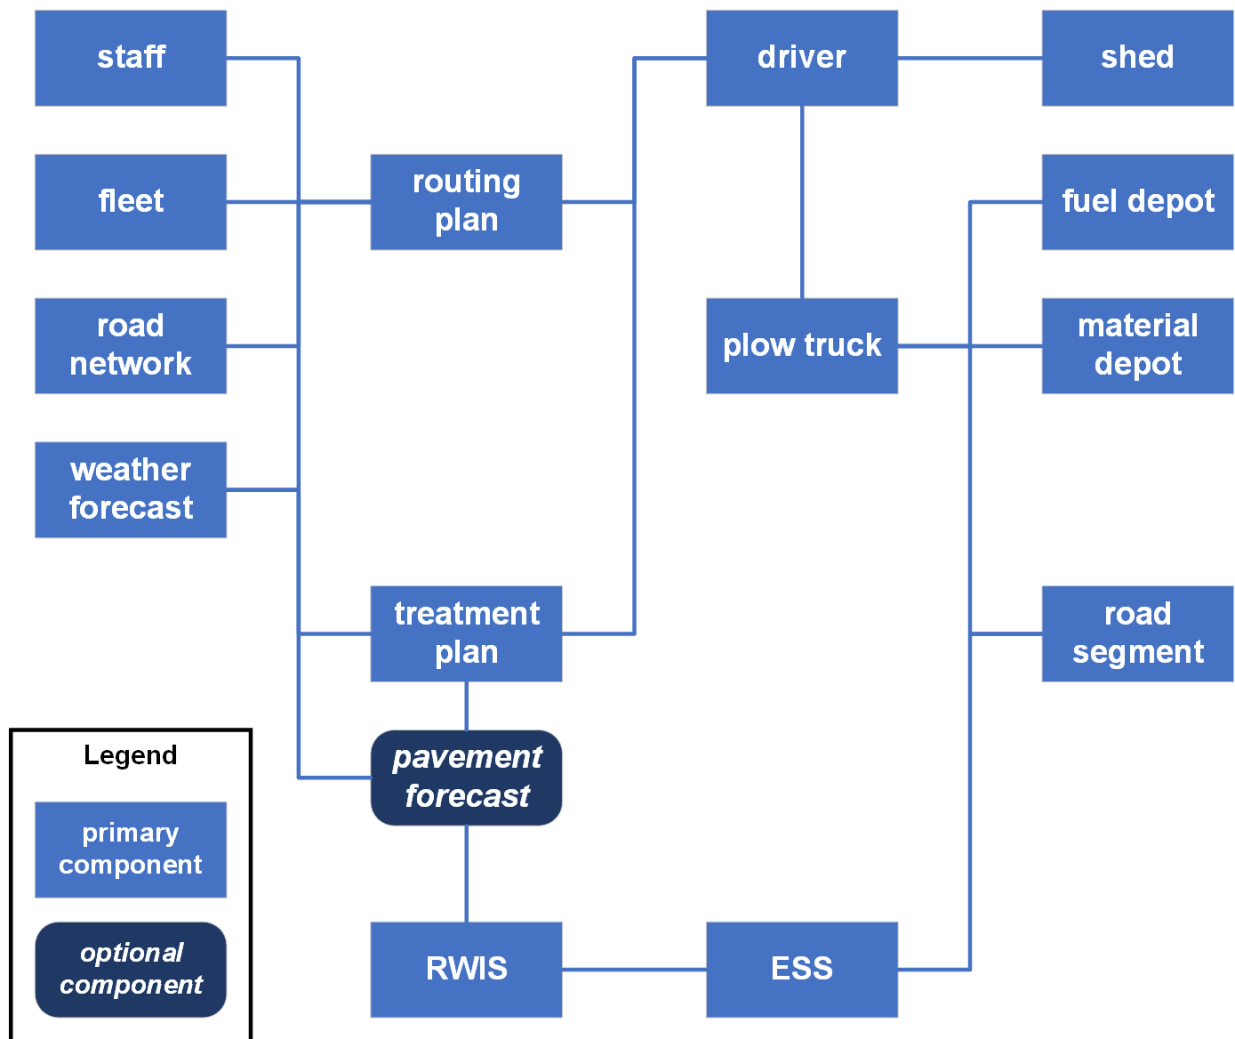 staff
driver
shed
fleet
routing
plan
fuel depot
road
network
plow truck
material
depot
weather
forecast
treatment
plan
road
segment
pavement
forecast
Legend
primary
component
optional
component
RWIS
ESS